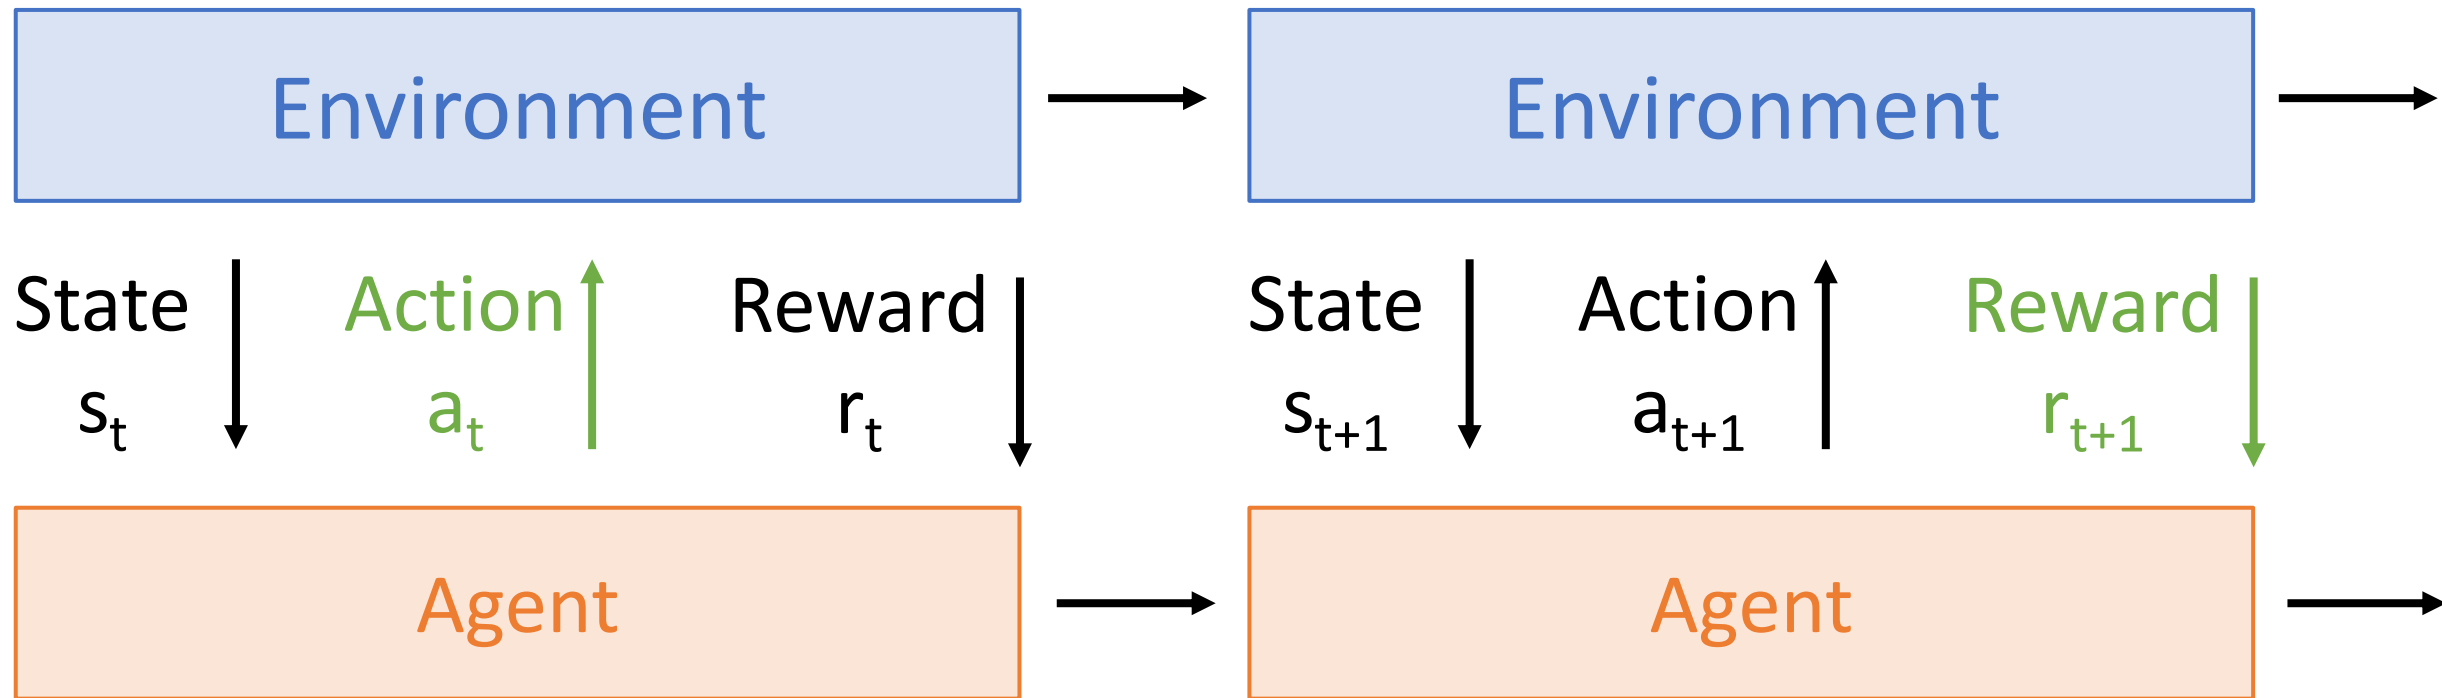 Environment Environment
State Action Reward State Action Reward
sₜ aₜ rₜ sₜ₊₁ aₜ₊₁ rₜ₊₁
Agent Agent